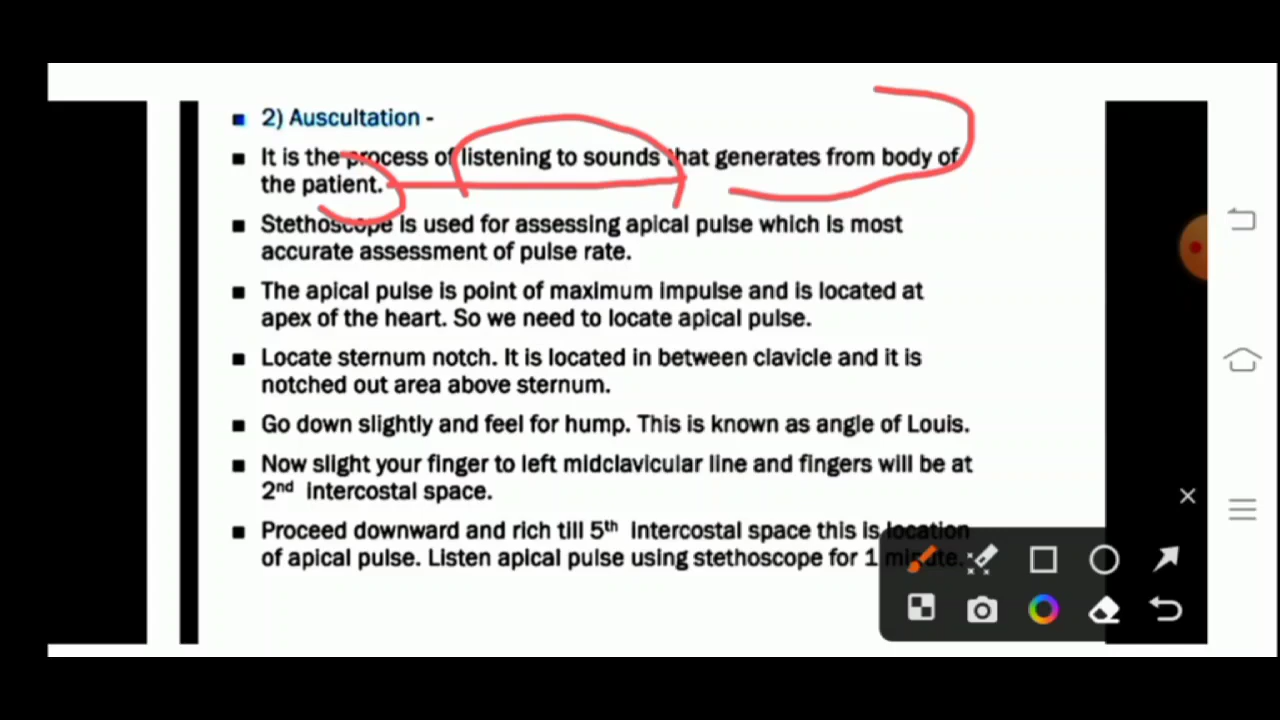 2) Auscultation -
It is the process of listening to sounds that generates from body of
the patient.
Stethoscope is used for assessing apical pulse which is most
accurate assessment of pulse rate.
The apical pulse is point of maximum impulse and is located at
apex of the heart. So we need to locate apical pulse.
Locate sternum notch. It is located in between clavicle and it is
notched out area above sternum.
Go down slightly and feel for hump. This is known as angle of Louis.
Now slight your finger to left midclavicular line and fingers will be at
2nd intercostal space.
Proceed downward and rich till 5th Intercostal space this is location
of apical pulse. Listen apical pulse using stethoscope for 1 minute.